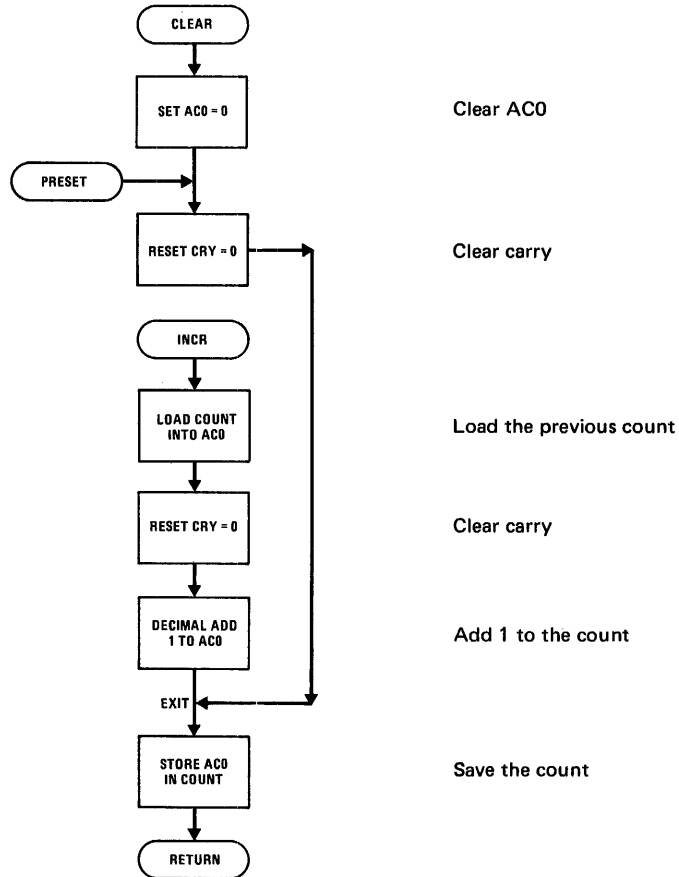 CLEAR
SET AC0 = 0
Clear AC0
PRESET
RESET CRY = 0
Clear carry
INCR
LOAD COUNT
INTO AC0
Load the previous count
RESET CRY = 0
Clear carry
DECIMAL ADD
1 TO AC0
Add 1 to the count
EXIT
STORE AC0
IN COUNT
Save the count
RETURN